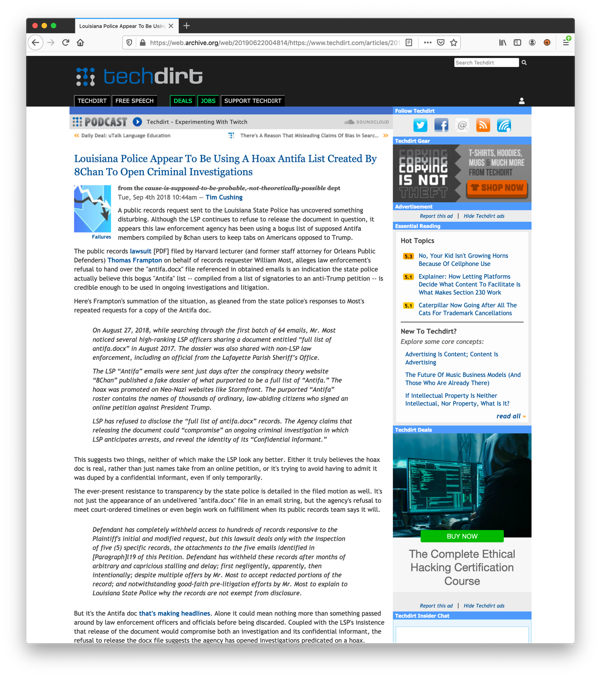 Louisiana Police Appear To Be Usin
https://web.archive.org/web/20190622004814/https://www.techdirt.com/articles/201
Search Techdirt
techdirt
TECHDIRT
FREE SPEECH
DEALS
JOBS
SUPPORT TECHDIRT
PODCAST
Techdirt - Experimenting With Twitch
SOUNDCLOUD
Daily Deal: uTalk Language Education
There's A Reason That Misleading Claims Of Bias In Searc...
Louisiana Police Appear To Be Using A Hoax Antifa List Created By
8Chan To Open Criminal Investigations
from the cause-is-supposed-to-be-probable,-not-theoretically-possible dept
Tue, Sep 4th 2018 10:44am — Tim Cushing
Failures
A public records request sent to the Louisiana State Police has uncovered something
disturbing. Although the LSP continues to refuse to release the document in question, it
appears this law enforcement agency has been using a bogus list of supposed Antifa
members compiled by 8chan users to keep tabs on Americans opposed to Trump.
The public records lawsuit [PDF] filed by Harvard lecturer (and former staff attorney for Orleans Public
Defenders) Thomas Frampton on behalf of records requester William Most, alleges law enforcement's
refusal to hand over the "antifa.docx" file referenced in obtained emails is an indication the state police
actually believe this bogus "Antifa" list -- compiled from a list of signatories to an anti-Trump petition -- is
credible enough to be used in ongoing investigations and litigation.
Here's Frampton's summation of the situation, as gleaned from the state police's responses to Most's
repeated requests for a copy of the Antifa doc.
On August 27, 2018, while searching through the first batch of 64 emails, Mr. Most
noticed several high-ranking LSP officers sharing a document entitled “full list of
antifa.docx” in August 2017. The dossier was also shared with non-LSP law
enforcement, including an official from the Lafayette Parish Sheriff’s Office.
The LSP “Antifa” emails were sent just days after the conspiracy theory website
“8Chan” published a fake dossier of what purported to be a full list of “Antifa.” The
hoax was promoted on Neo-Nazi websites like Stormfront. The purported “Antifa”
roster contains the names of thousands of ordinary, law-abiding citizens who signed an
online petition against President Trump.
LSP has refused to disclose the “full list of antifa.docx” records. The Agency claims that
releasing the document could “compromise” an ongoing criminal investigation in which
LSP anticipates arrests, and reveal the identity of its “Confidential Informant.”
This suggests two things, neither of which make the LSP look any better. Either it truly believes the hoax
doc is real, rather than just names take from an online petition, or it's trying to avoid having to admit it
was duped by a confidential informant, even if only temporarily.
The ever-present resistance to transparency by the state police is detailed in the filed motion as well. It's
not just the appearance of an undelivered "antifa.docx" file in an email string, but the agency's refusal to
meet court-ordered timelines or even begin work on fulfillment when its public records team says it will.
Defendant has completely withheld access to hundreds of records responsive to the
Plaintiff's initial and modified request, but this lawsuit deals only with the inspection
of five (5) specific records, the attachments to the five emails identified in
[Paragraph]119 of this Petition. Defendant has withheld these records after months of
arbitrary and capricious stalling and delay; first negligently, apparently, then
intentionally; despite multiple offers by Mr. Most to accept redacted portions of the
record; and notwithstanding good-faith pre-litigation efforts by Mr. Most to explain to
Louisiana State Police why the records are not exempt from disclosure.
But it's the Antifa doc that's making headlines. Alone it could mean nothing more than something passed
around by law enforcement officers and officials before being discarded. Coupled with the LSP's insistence
that release of the document would compromise both an investigation and its confidential informant, the
refusal to release the docx file suggests the agency has opened investigations predicated on a hoax.
Follow Techdirt
Techdirt Gear
COPYING
COPYING
IS NOT
THEFT
T-SHIRTS, HOODIES,
MUGS & MUCH MORE
FROM TECHDIRT
SHOP NOW
Advertisement
Report this ad | Hide Techdirt ads
Essential Reading
Hot Topics
5.3 No, Your Kid Isn't Growing Horns
Because Of Cellphone Use
5.1 Explainer: How Letting Platforms
Decide What Content To Facilitate Is
What Makes Section 230 Work
5.1 Caterpillar Now Going After All The
Cats For Trademark Cancellations
New To Techdirt?
Explore some core concepts:
Advertising Is Content; Content Is
Advertising
The Future Of Music Business Models (And
Those Who Are Already There)
If Intellectual Property Is Neither
Intellectual, Nor Property, What Is It?
read all »
Techdirt Deals
BUY NOW
The Complete Ethical
Hacking Certification
Course
Report this ad | Hide Techdirt ads
Techdirt Insider Chat